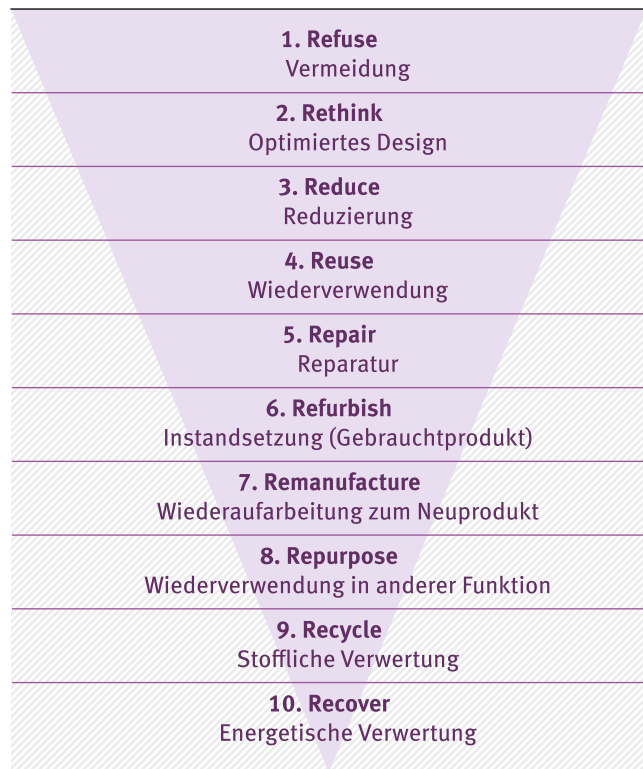 1. Refuse
Vermeidung
2. Rethink
Optimiertes Design
3. Reduce
Reduzierung
4. Reuse
Wiederverwendung
5. Repair
Reparatur
6. Refurbish
Instandsetzung (Gebrauchtprodukt)
7. Remanufacture
Wiederaufarbeitung zum Neuprodukt
8. Repurpose
Wiederverwendung in anderer Funktion
9. Recycle
Stoffliche Verwertung
10. Recover
Energetische Verwertung